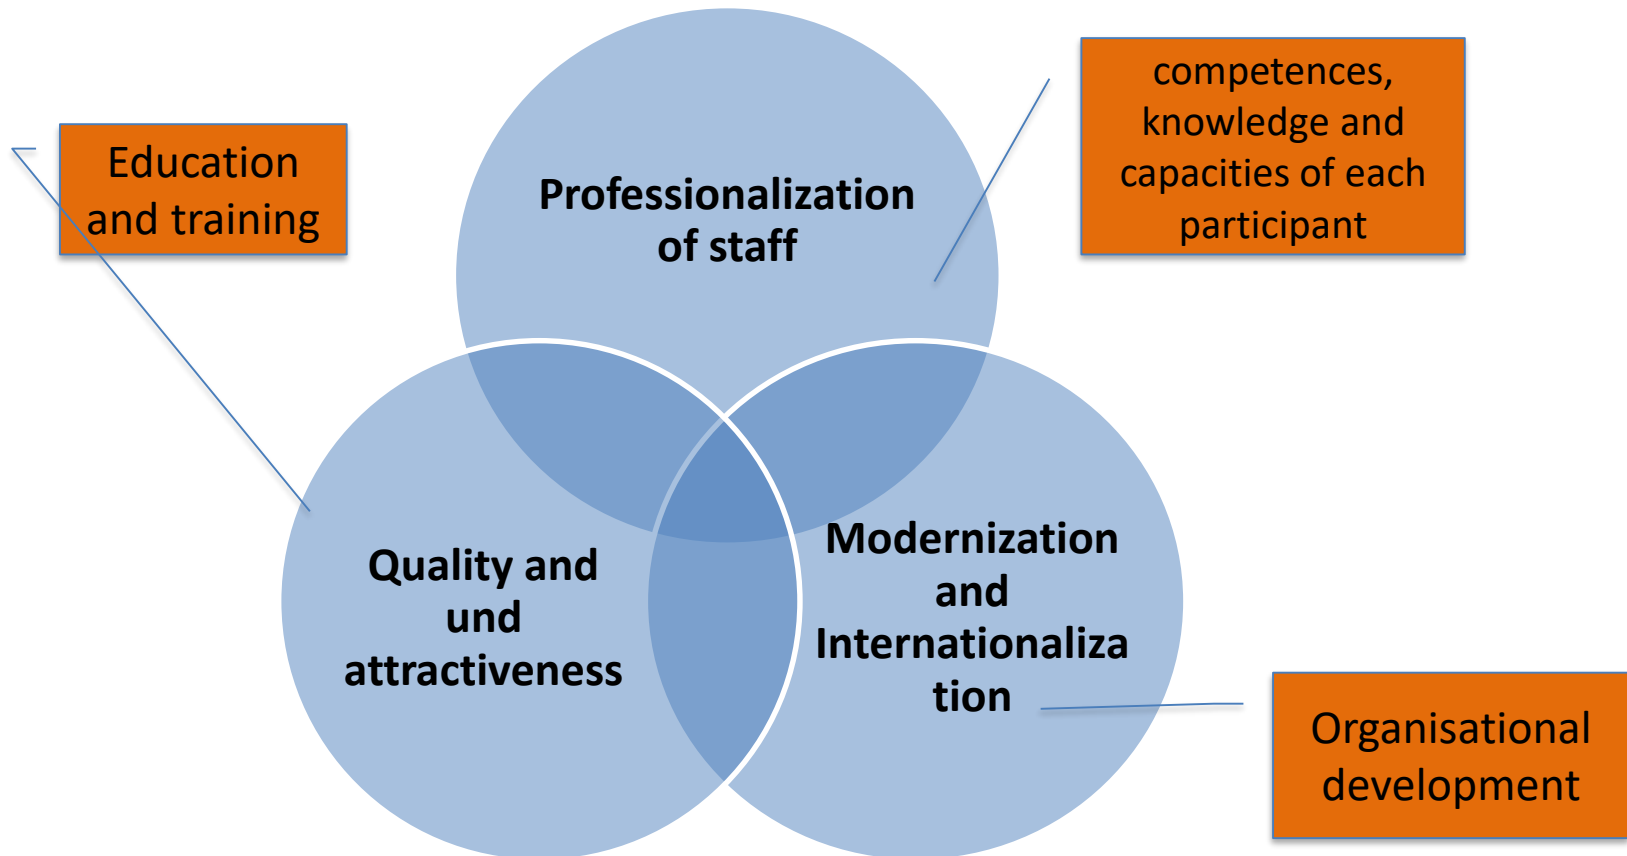 competences,
knowledge and
capacities of each
participant
Education
and training
Professionalization
of staff
Quality and
und
attractiveness
Modernization
and
Internationaliza
tion
Organisational
development